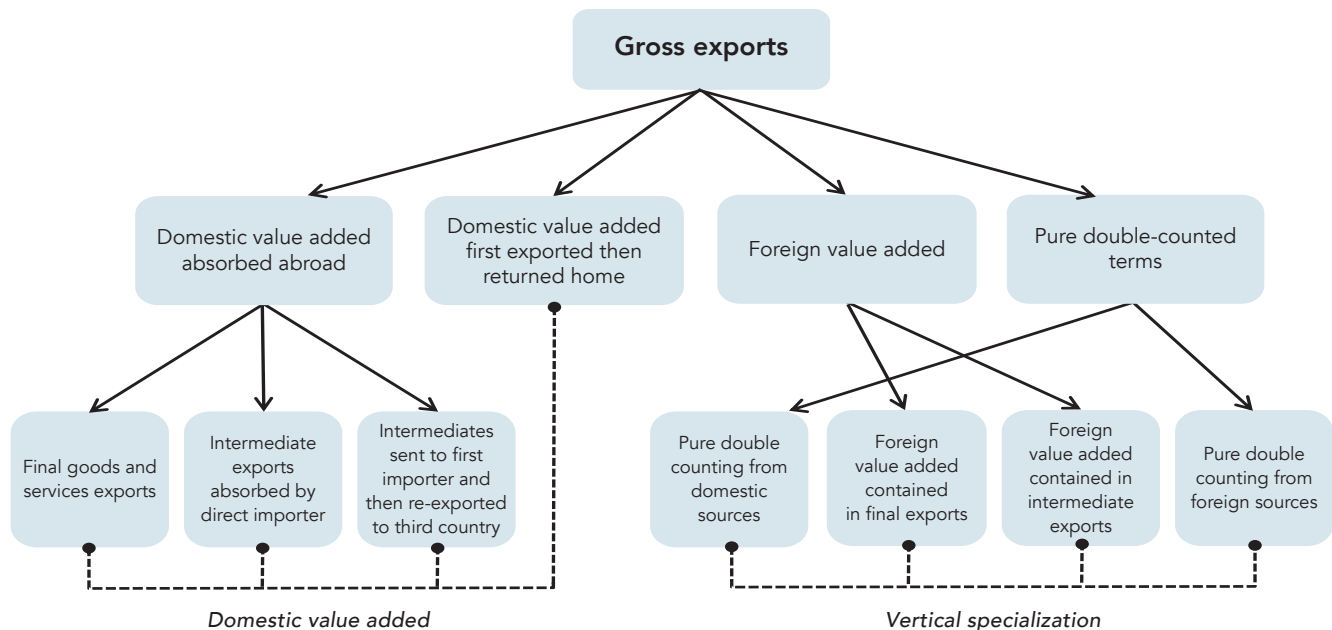 Gross exports
Domestic value added
absorbed abroad
Domestic value added
first exported then
returned home
Foreign value added
Pure double-counted
terms
Final goods and
services exports
Intermediate
exports
absorbed by
direct importer
Intermediates
sent to first
importer and
then re-exported
to third country
Pure double
counting from
domestic
sources
Foreign
value added
contained
in final exports
Foreign
value added
contained in
intermediate
exports
Pure double
counting from
foreign sources
Domestic value added
Vertical specialization